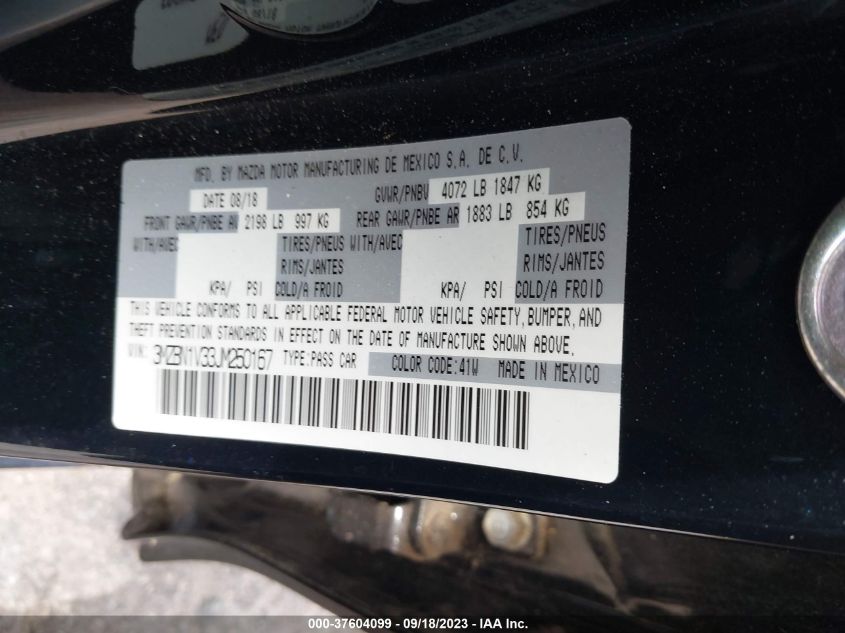 MFD. BY MAZDA MOTOR MANUFACTURING DE MEXICO S.A. DE C.V.
DATE 08/18 GVWR/PNBV 4072 LB 1847 KG
FRONT GAWR/PNBE AV 2198 LB 997 KG REAR GAWR/PNBE AR 1883 LB 854 KG
WITH/AVEC TIRES/PNEUS WITH/AVEC TIRES/PNEUS
RIMS/JANTES RIMS/JANTES
KPA/ PSI COLD/A FROID KPA/ PSI COLD/A FROID
THIS VEHICLE CONFORMS TO ALL APPLICABLE FEDERAL MOTOR VEHICLE SAFETY, BUMPER, AND
THEFT PREVENTION STANDARDS IN EFFECT ON THE DATE OF MANUFACTURE SHOWN ABOVE.
VIN: 3MZBN1V33JM250167 TYPE:PASS CAR COLOR CODE:41W MADE IN MEXICO
000-37604099 - 09/18/2023 - IAA Inc.